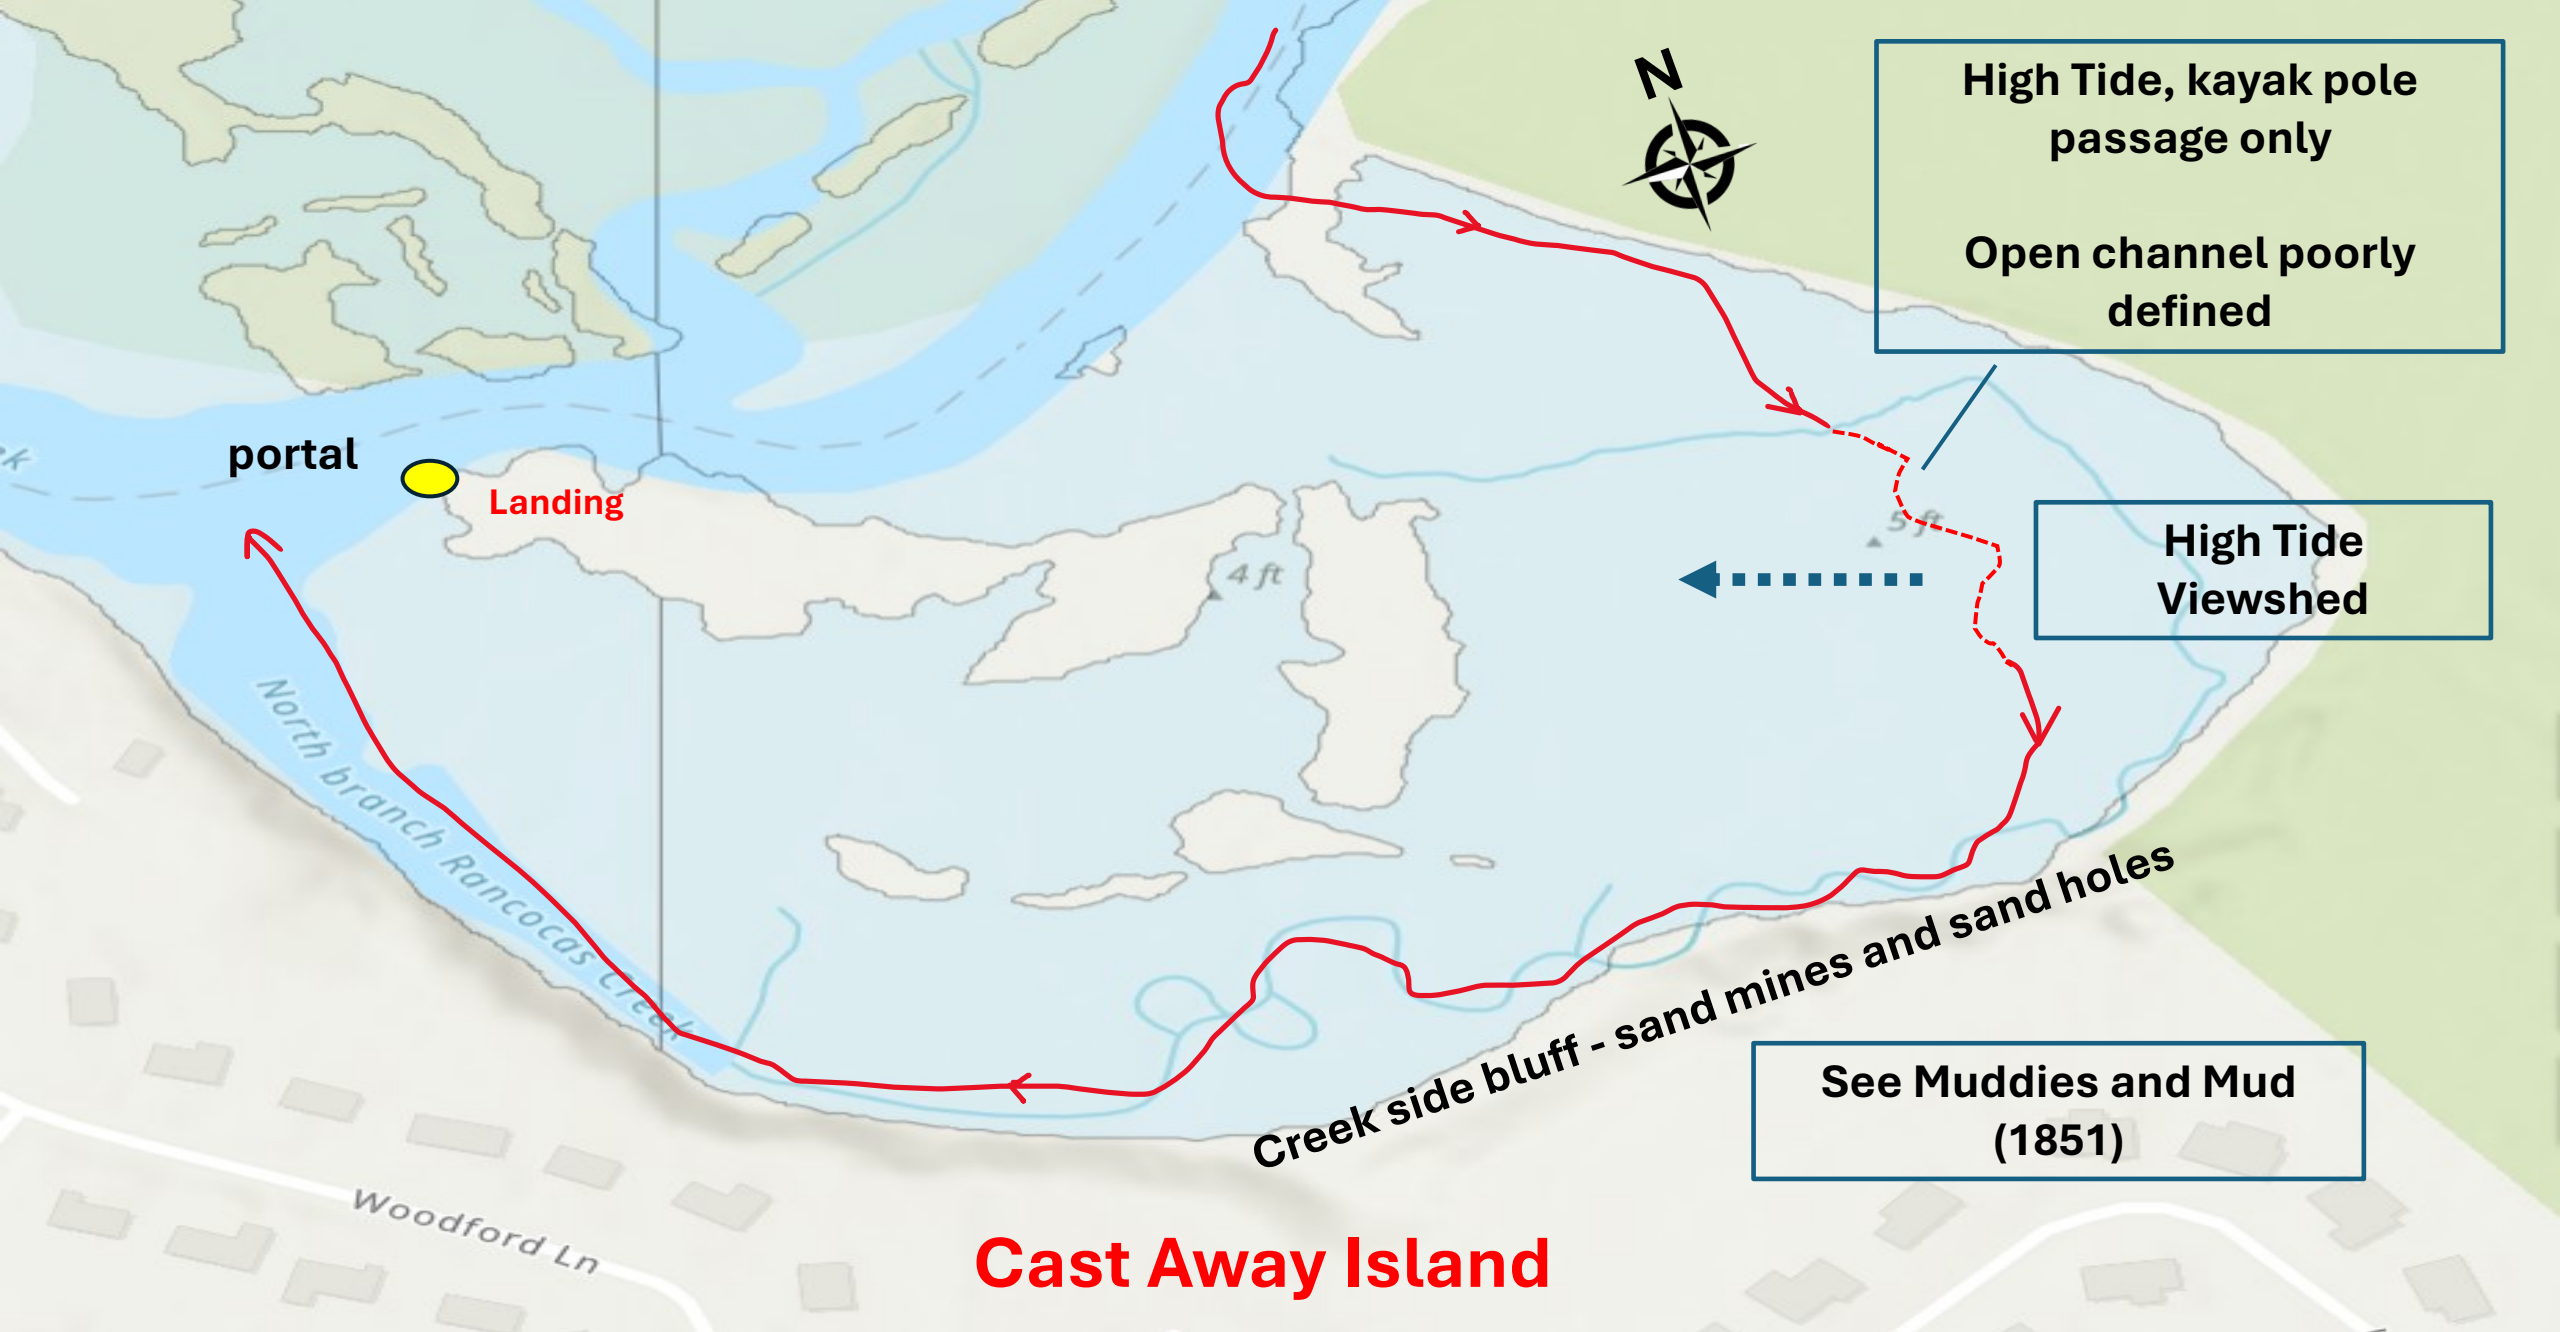 N
High Tide, kayak pole
passage only
Open channel poorly
defined
ek
portal
Landing
5 ft
High Tide
Viewshed
4 ft
North branch Rancocas Creek
Creek side bluff - sand mines and sand holes
See Muddies and Mud
(1851)
Woodford Ln
Cast Away Island